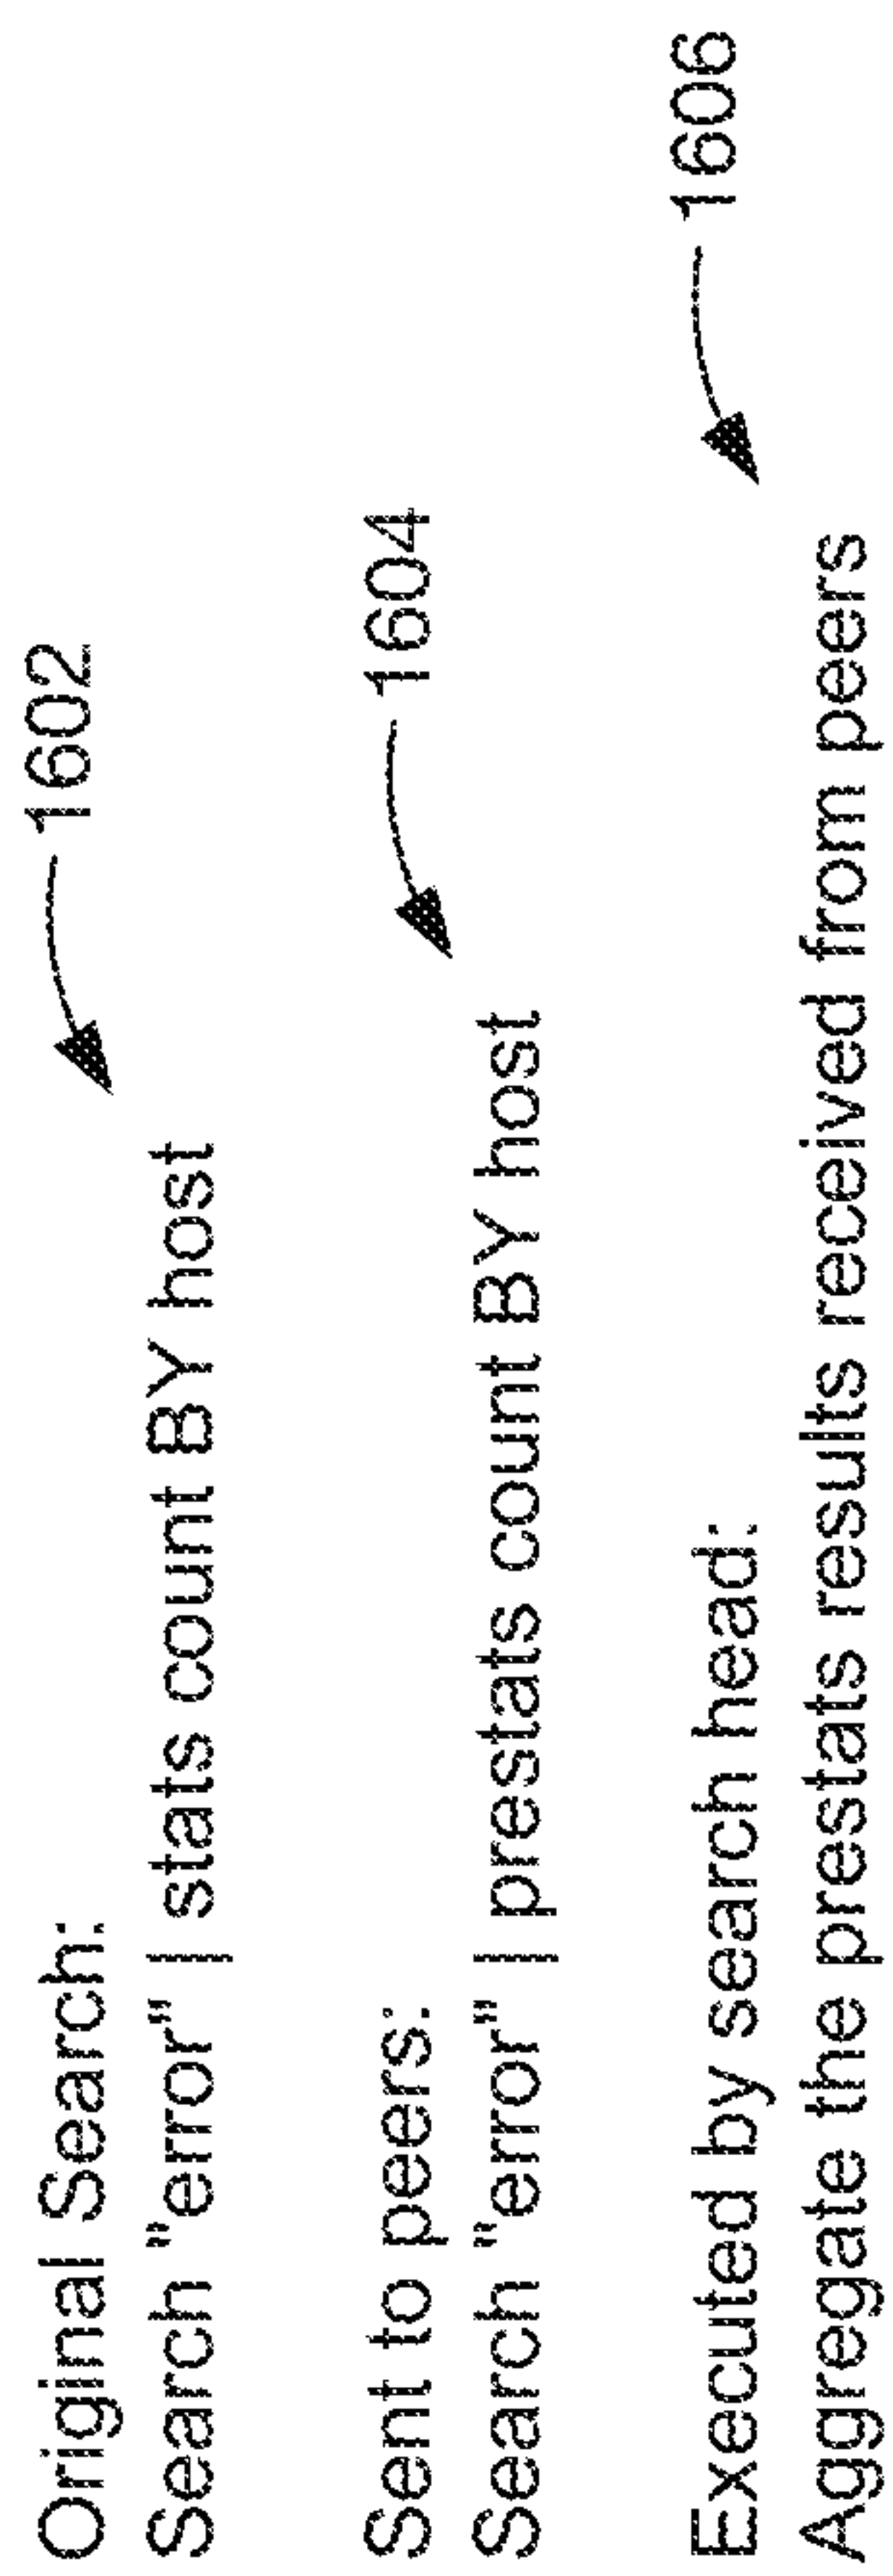 Original Search:
1602
Search "error" | stats count BY host
Sent to peers:
1604
Search "error" | prestats count BY host
Executed by search head:
1606
Aggregate the prestats results received from peers